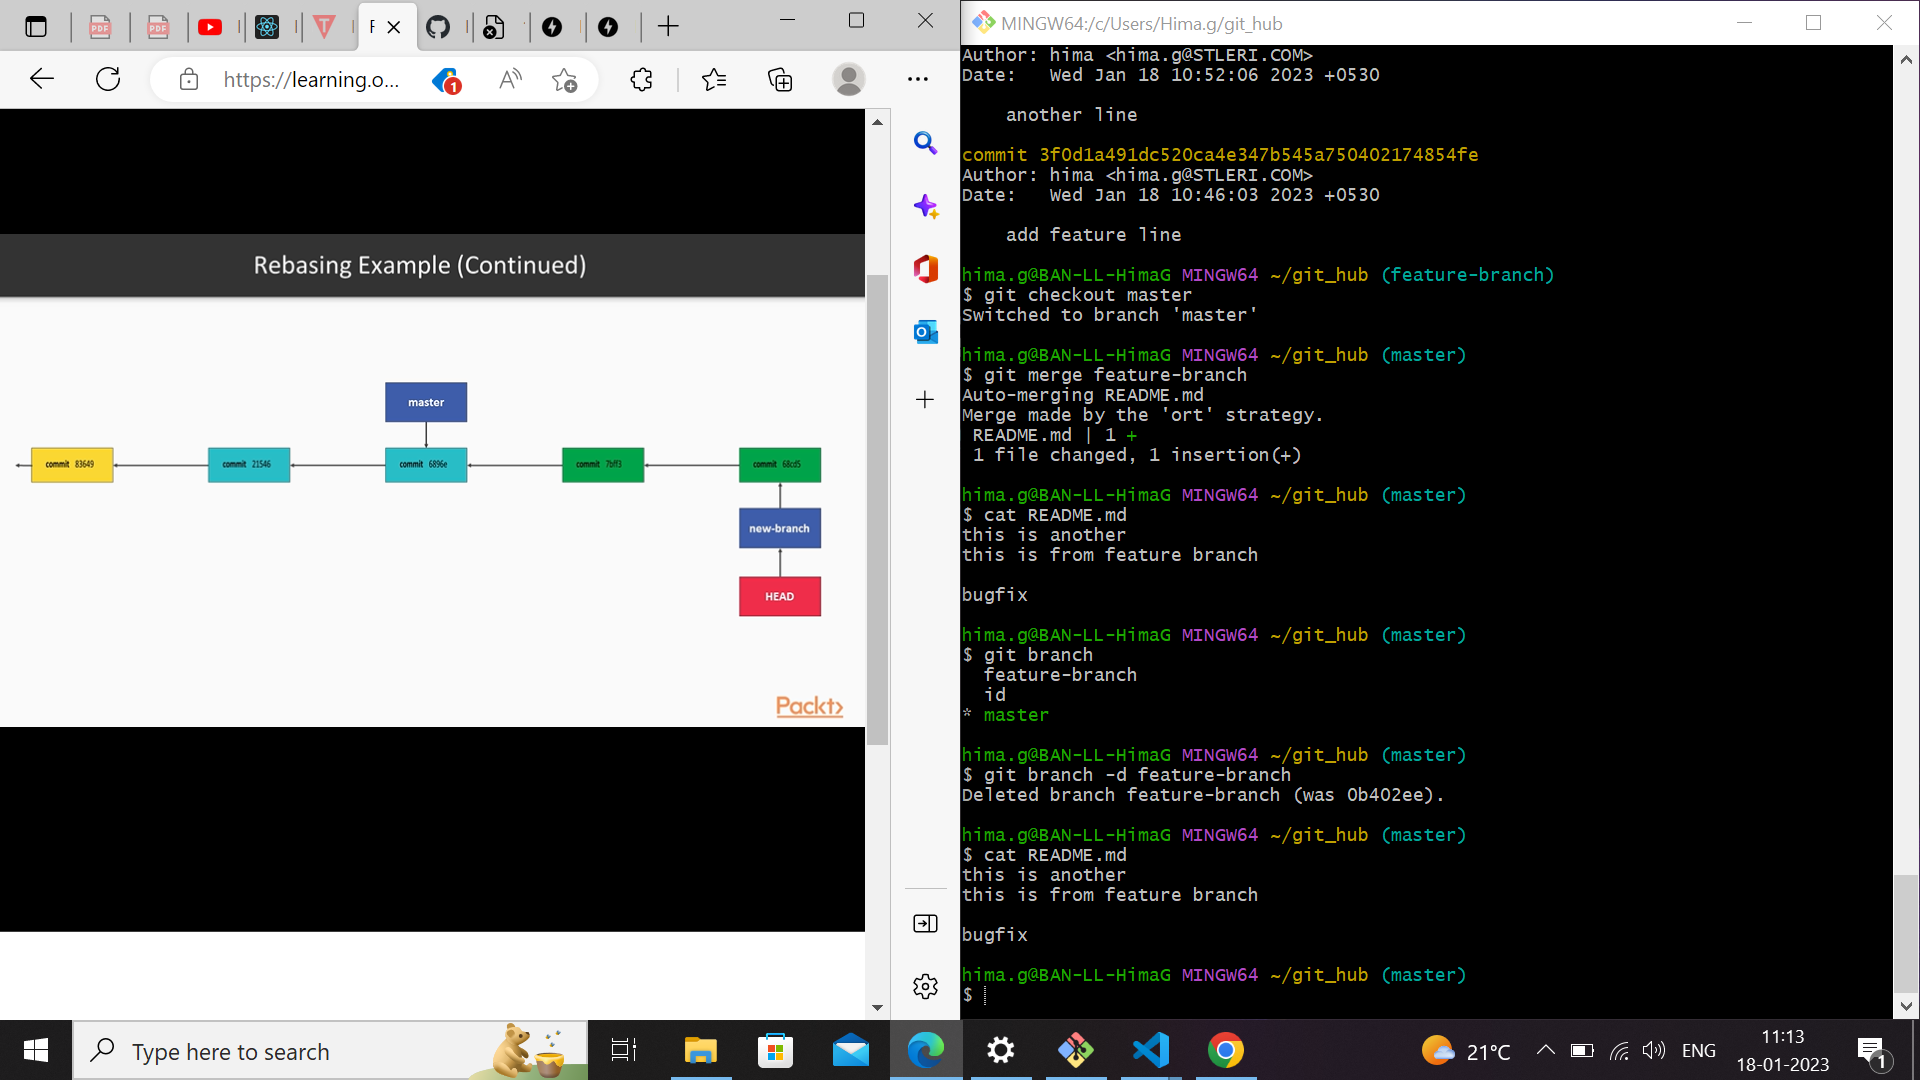 https://learning.o...
1
Rebasing Example (Continued)
master
commit 83649
commit 21546
commit 6896e
commit 7bff3
commit 68cd5
new-branch
HEAD
Packt>
MINGW64:/c/Users/Hima.g/git_hub
Author: hima <hima.g@STLERI.COM>
Date:   Wed Jan 18 10:52:06 2023 +0530
another line
commit 3f0d1a491dc520ca4e347b545a750402174854fe
Author: hima <hima.g@STLERI.COM>
Date:   Wed Jan 18 10:46:03 2023 +0530
add feature line
hima.g@BAN-LL-HimaG MINGW64 ~/git_hub (feature-branch)
$ git checkout master
Switched to branch 'master'
hima.g@BAN-LL-HimaG MINGW64 ~/git_hub (master)
$ git merge feature-branch
Auto-merging README.md
Merge made by the 'ort' strategy.
README.md | 1 +
1 file changed, 1 insertion(+)
hima.g@BAN-LL-HimaG MINGW64 ~/git_hub (master)
$ cat README.md
this is another
this is from feature branch
bugfix
hima.g@BAN-LL-HimaG MINGW64 ~/git_hub (master)
$ git branch
feature-branch
id
* master
hima.g@BAN-LL-HimaG MINGW64 ~/git_hub (master)
$ git branch -d feature-branch
Deleted branch feature-branch (was 0b402ee).
hima.g@BAN-LL-HimaG MINGW64 ~/git_hub (master)
$ cat README.md
this is another
this is from feature branch
bugfix
hima.g@BAN-LL-HimaG MINGW64 ~/git_hub (master)
$
Type here to search
21°C
ENG
11:13
18-01-2023
1